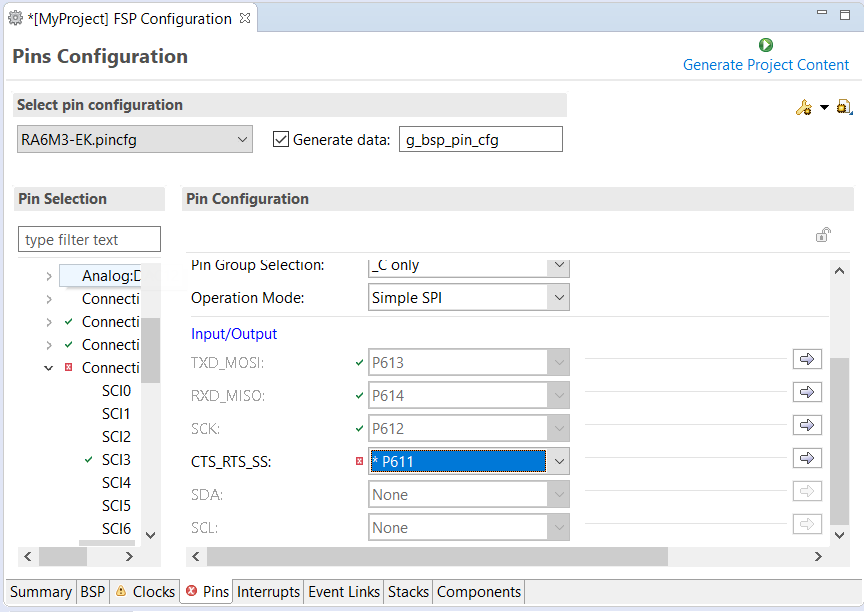 *[MyProject] FSP Configuration
Pins Configuration
Generate Project Content
Select pin configuration
RA6M3-EK.pincfg
Generate data: g_bsp_pin_cfg
Pin Selection
Pin Configuration
type filter text
Analog:D
Connecti
Connecti
Connecti
Connecti
SCI0
SCI1
SCI2
SCI3
SCI4
SCI5
SCI6
Pin Group Selection: _C only
Operation Mode: Simple SPI
Input/Output
TXD_MOSI: P613
RXD_MISO: P614
SCK: P612
CTS_RTS_SS: * P611
SDA: None
SCL: None
Summary BSP Clocks Pins Interrupts Event Links Stacks Components